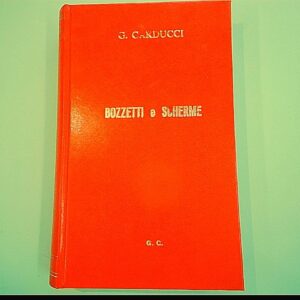 G. CARDUCCI
BOZZETTI e SCHERME
G. C.